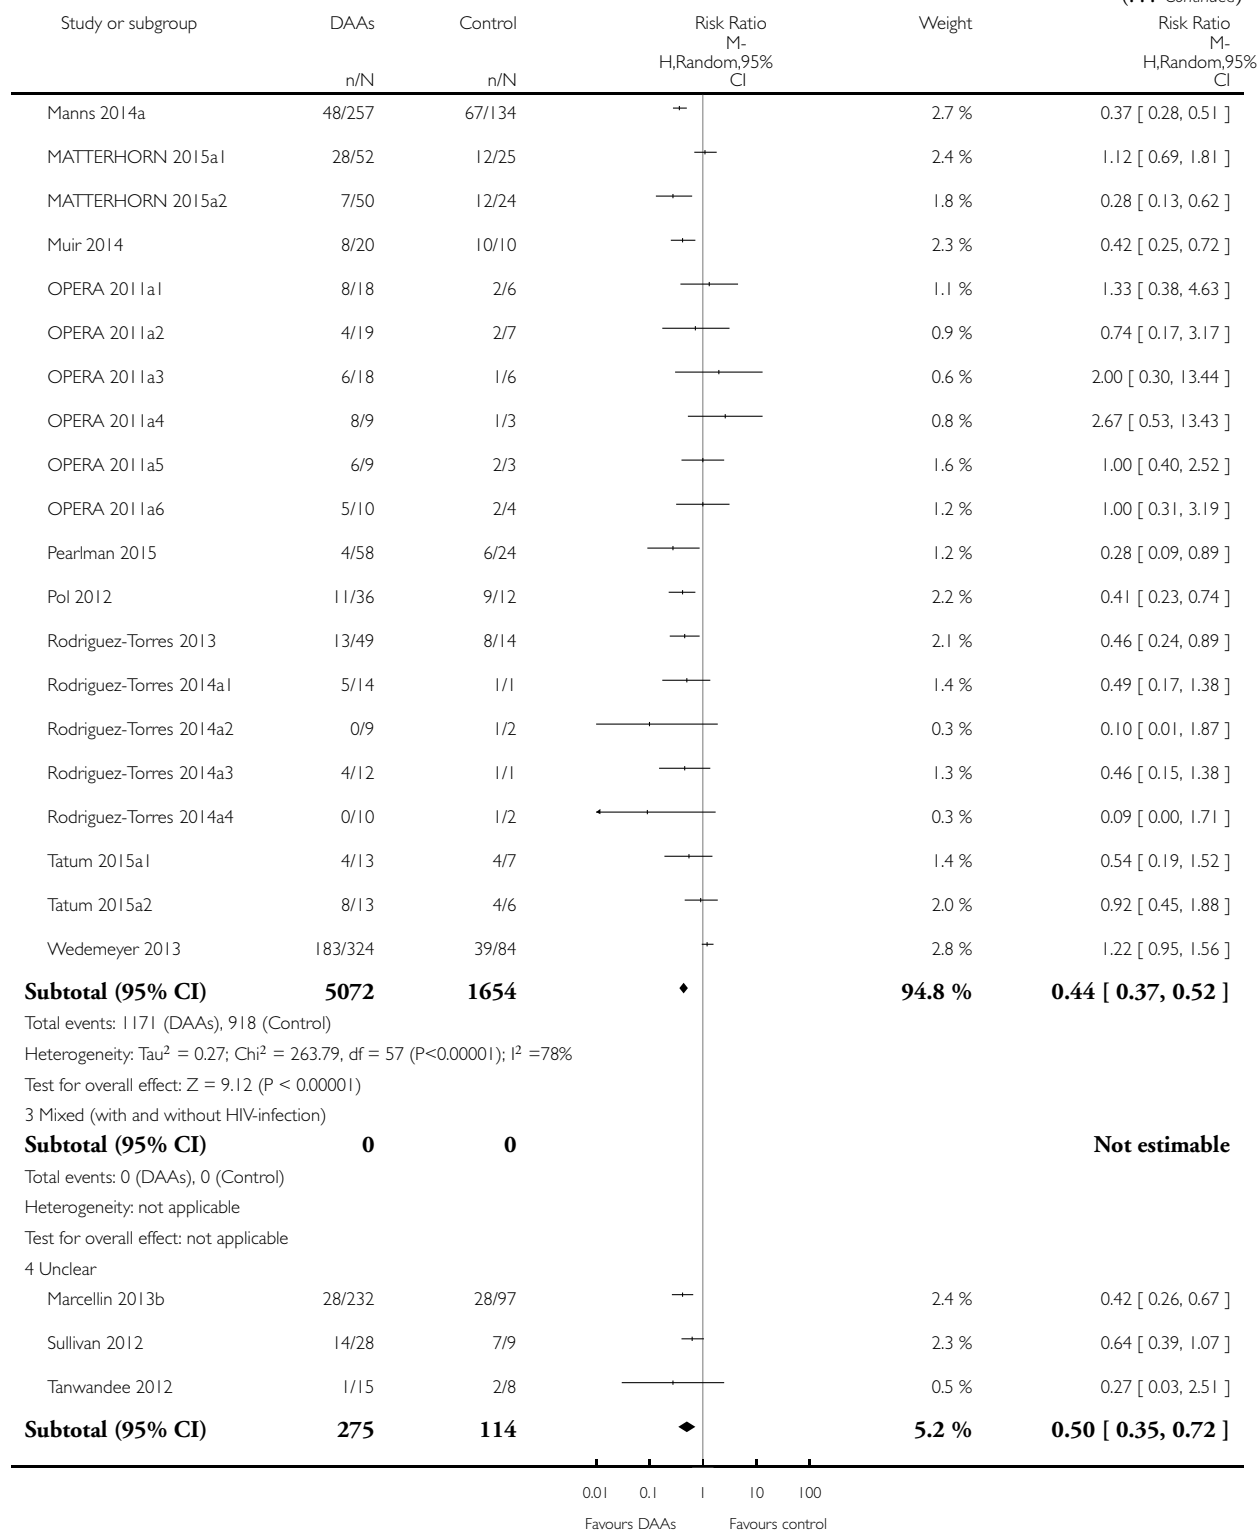 (. . . Continued)
Study or subgroup DAAs Control Risk Ratio Weight Risk Ratio
M- M-
H,Random,95% H,Random,95%
n/N n/N CI CI
Manns 2014a 48/257 67/134 2.7 % 0.37 [ 0.28, 0.51 ]
MATTERHORN 2015a1 28/52 12/25 2.4 % 1.12 [ 0.69, 1.81 ]
MATTERHORN 2015a2 7/50 12/24 1.8 % 0.28 [ 0.13, 0.62 ]
Muir 2014 8/20 10/10 2.3 % 0.42 [ 0.25, 0.72 ]
OPERA 2011a1 8/18 2/6 1.1 % 1.33 [ 0.38, 4.63 ]
OPERA 2011a2 4/19 2/7 0.9 % 0.74 [ 0.17, 3.17 ]
OPERA 2011a3 6/18 1/6 0.6 % 2.00 [ 0.30, 13.44 ]
OPERA 2011a4 8/9 1/3 0.8 % 2.67 [ 0.53, 13.43 ]
OPERA 2011a5 6/9 2/3 1.6 % 1.00 [ 0.40, 2.52 ]
OPERA 2011a6 5/10 2/4 1.2 % 1.00 [ 0.31, 3.19 ]
Pearlman 2015 4/58 6/24 1.2 % 0.28 [ 0.09, 0.89 ]
Pol 2012 11/36 9/12 2.2 % 0.41 [ 0.23, 0.74 ]
Rodriguez-Torres 2013 13/49 8/14 2.1 % 0.46 [ 0.24, 0.89 ]
Rodriguez-Torres 2014a1 5/14 1/1 1.4 % 0.49 [ 0.17, 1.38 ]
Rodriguez-Torres 2014a2 0/9 1/2 0.3 % 0.10 [ 0.01, 1.87 ]
Rodriguez-Torres 2014a3 4/12 1/1 1.3 % 0.46 [ 0.15, 1.38 ]
Rodriguez-Torres 2014a4 0/10 1/2 0.3 % 0.09 [ 0.00, 1.71 ]
Tatum 2015a1 4/13 4/7 1.4 % 0.54 [ 0.19, 1.52 ]
Tatum 2015a2 8/13 4/6 2.0 % 0.92 [ 0.45, 1.88 ]
Wedemeyer 2013 183/324 39/84 2.8 % 1.22 [ 0.95, 1.56 ]
Subtotal (95% CI) 5072 1654 94.8 % 0.44 [ 0.37, 0.52 ]
Total events: 1171 (DAAs), 918 (Control)
Heterogeneity: Tau² = 0.27; Chi² = 263.79, df = 57 (P<0.00001); I² =78%
Test for overall effect: Z = 9.12 (P < 0.00001)
3 Mixed (with and without HIV-infection)
Subtotal (95% CI) 0 0 Not estimable
Total events: 0 (DAAs), 0 (Control)
Heterogeneity: not applicable
Test for overall effect: not applicable
4 Unclear
Marcellin 2013b 28/232 28/97 2.4 % 0.42 [ 0.26, 0.67 ]
Sullivan 2012 14/28 7/9 2.3 % 0.64 [ 0.39, 1.07 ]
Tanwandee 2012 1/15 2/8 0.5 % 0.27 [ 0.03, 2.51 ]
Subtotal (95% CI) 275 114 5.2 % 0.50 [ 0.35, 0.72 ]
0.01 0.1 1 10 100
Favours DAAs Favours control